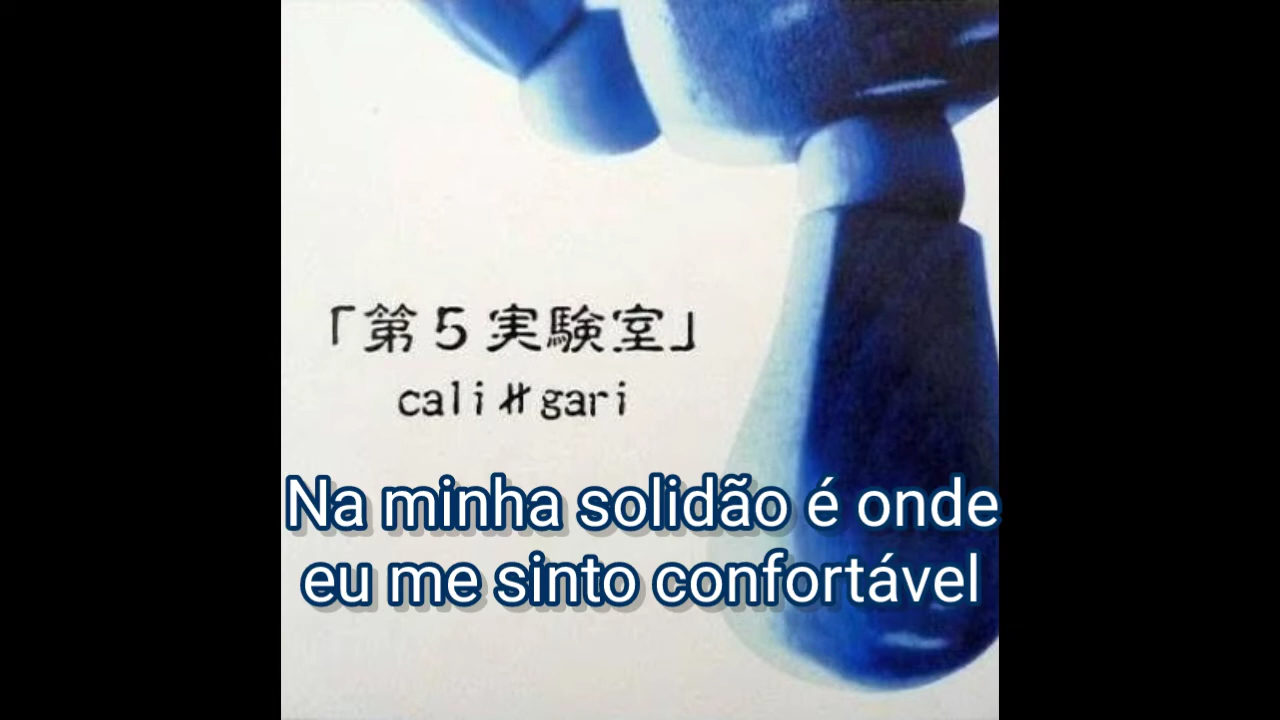 「第5実験室」
cali≠gari
Na minha solidão é onde
eu me sinto confortável